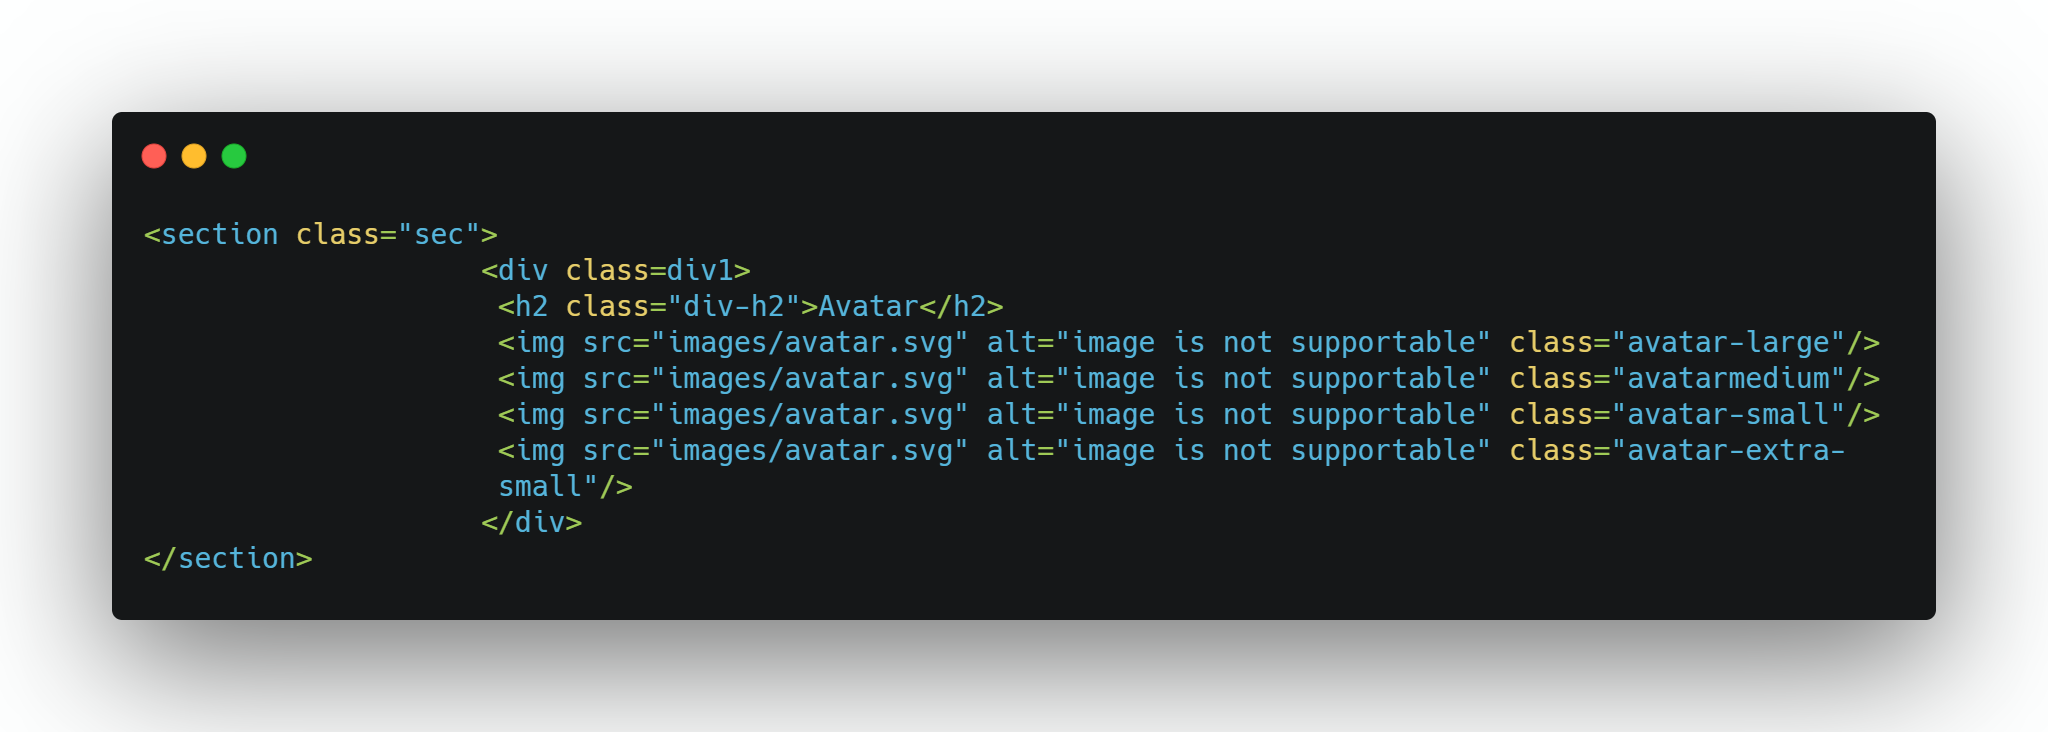 <section class="sec">
<div class=div1>
<h2 class="div-h2">Avatar</h2>
<img src="images/avatar.svg" alt="image is not supportable" class="avatar-large"/>
<img src="images/avatar.svg" alt="image is not supportable" class="avatarmedium"/>
<img src="images/avatar.svg" alt="image is not supportable" class="avatar-small"/>
<img src="images/avatar.svg" alt="image is not supportable" class="avatar-extra-
small"/>
</div>
</section>